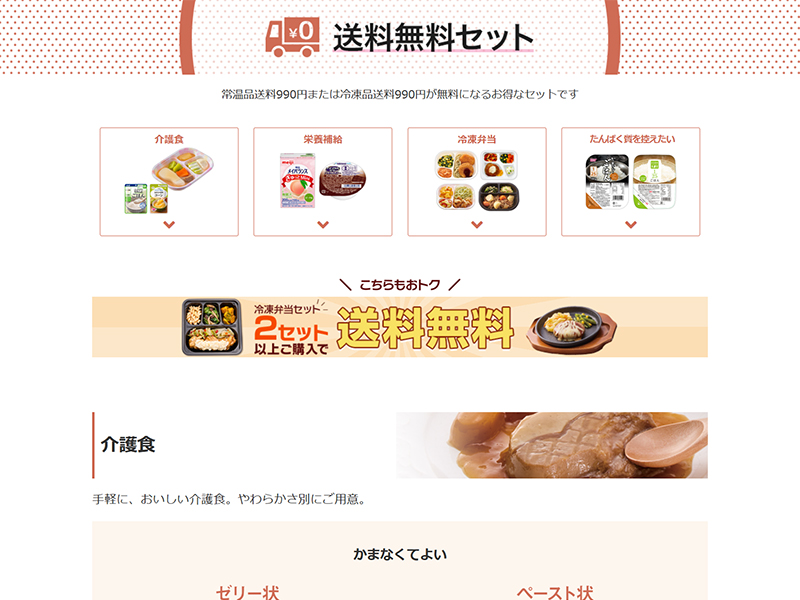 ¥0
送料無料セット
常温品送料990円または冷凍品送料990円が無料になるお得なセットです
介護食
栄養補給
冷凍弁当
たんぱく質を控えたい
meiji
\ こちらもおトク /
冷凍弁当セット
2セット
以上ご購入で
送料無料
介護食
手軽に、おいしい介護食。やわらかさ別にご用意。
かまなくてよい
ゼリー状
ペースト状